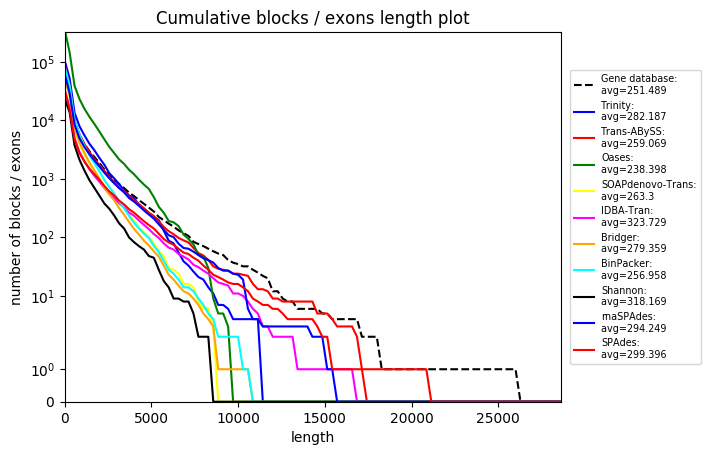 Cumulative blocks / exons length plot
number of blocks / exons
10^5
10^4
10^3
10^2
10^1
10^0
0
0
5000
10000
15000
20000
25000
length
Gene database:
avg=251.489
Trinity:
avg=282.187
Trans-ABySS:
avg=259.069
Oases:
avg=238.398
SOAPdenovo-Trans:
avg=263.3
IDBA-Tran:
avg=323.729
Bridger:
avg=279.359
BinPacker:
avg=256.958
Shannon:
avg=318.169
rnaSPAdes:
avg=294.249
SPAdes:
avg=299.396